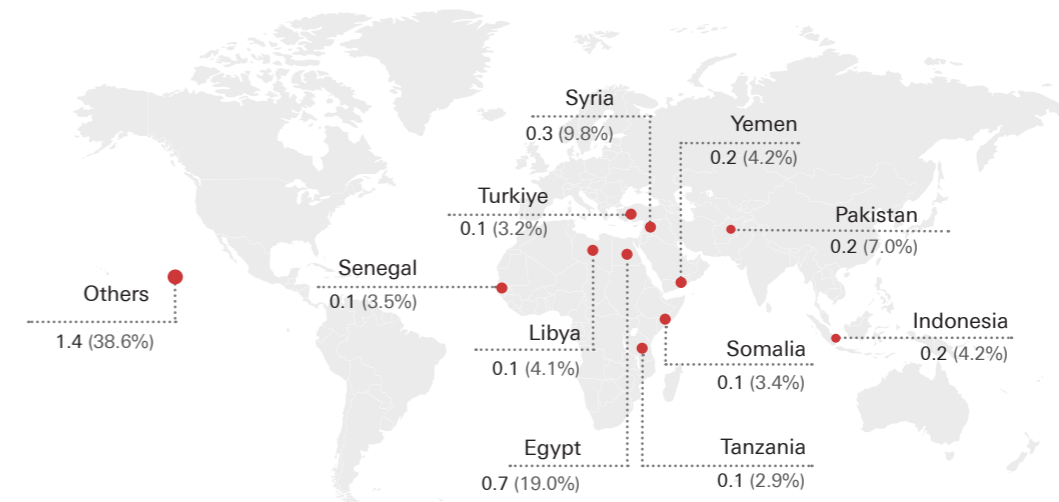 Syria
0.3 (9.8%)
Yemen
0.2 (4.2%)
Turkiye
0.1 (3.2%)
Pakistan
0.2 (7.0%)
Senegal
0.1 (3.5%)
Others
1.4 (38.6%)
Libya
0.1 (4.1%)
Indonesia
0.2 (4.2%)
Somalia
0.1 (3.4%)
Egypt
0.7 (19.0%)
Tanzania
0.1 (2.9%)